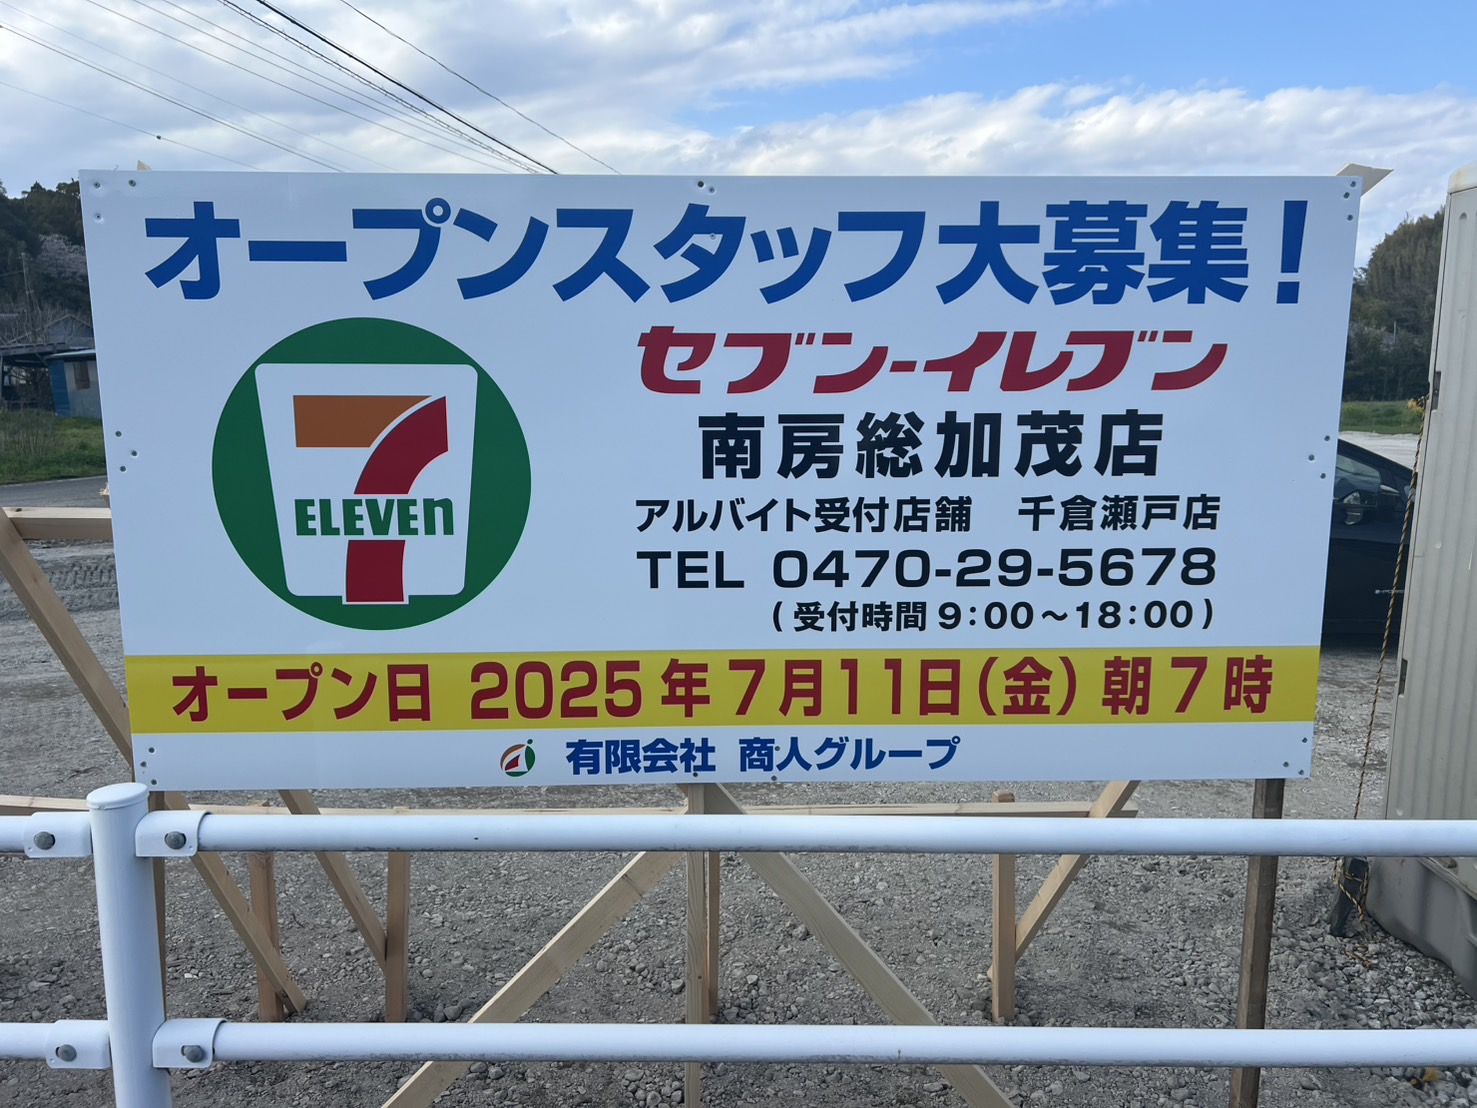 オープンスタッフ大募集！
7
ELEVEn
セブン-イレブン
南房総加茂店
アルバイト受付店舗　千倉瀬戸店
TEL 0470-29-5678
(受付時間 9:00～18:00)
オープン日 2025年7月11日(金) 朝7時
有限会社 商人グループ